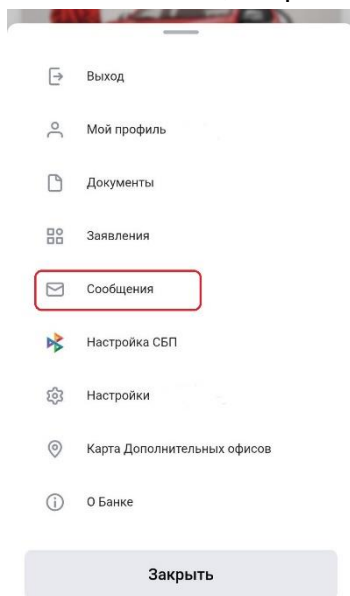 Выход
Мой профиль
Документы
Заявления
Сообщения
Настройка СБП
Настройки
Карта Дополнительных офисов
О Банке
Закрыть